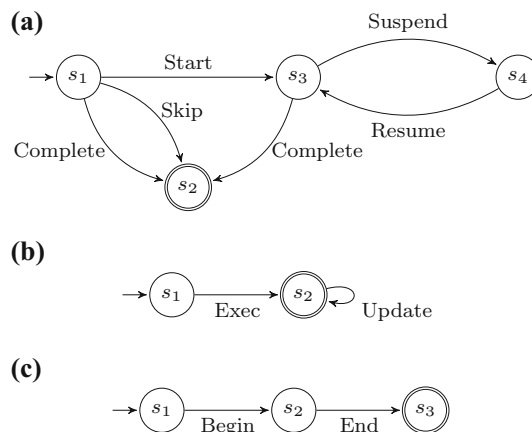 (a)
Suspend
Start
s1 s3 s4
Skip
Resume
Complete Complete
s2
(b)
s1 s2
Exec Update
(c)
s1 s2 s3
Begin End